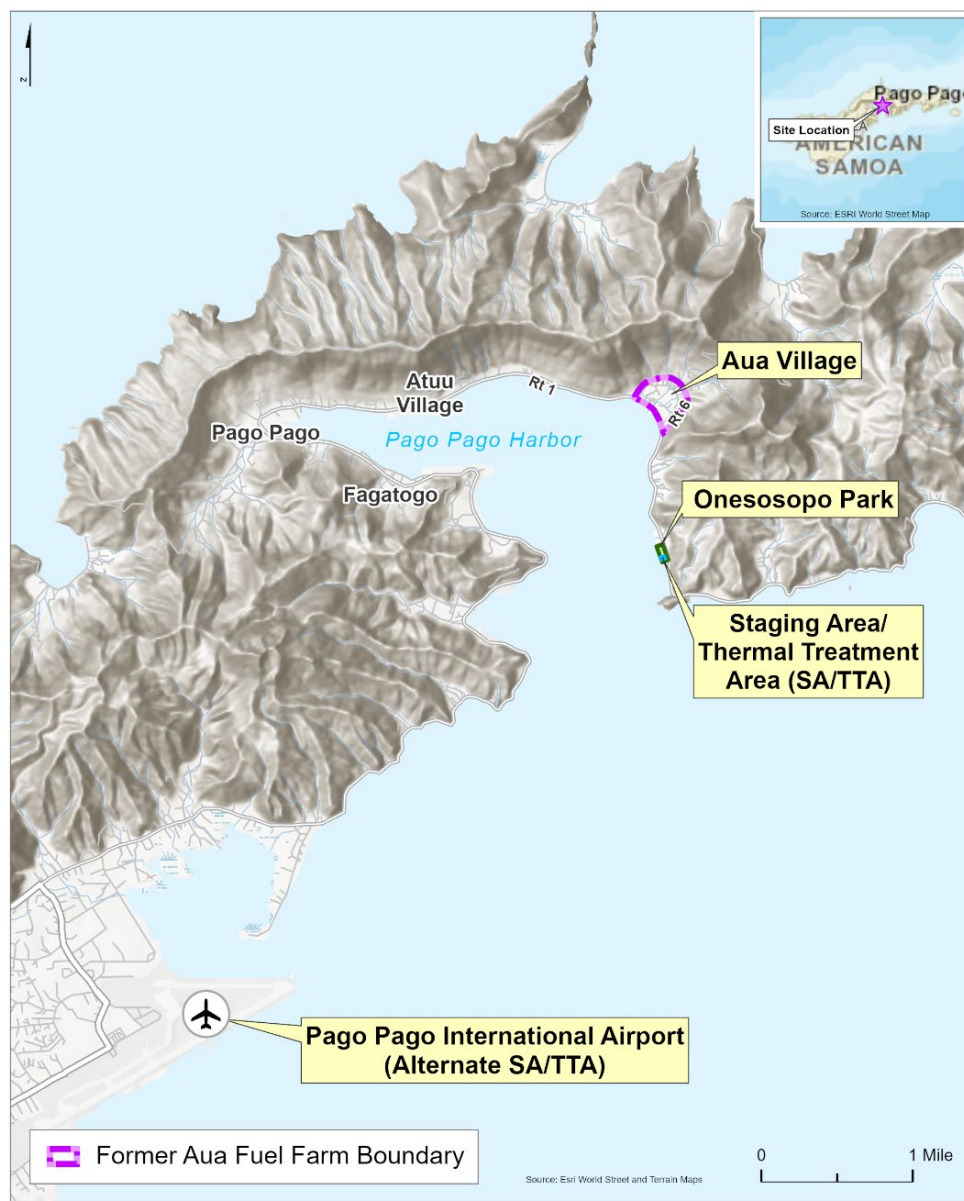 N
Pago Pago
Site Location
AMERICAN
SAMOA
Source: ESRI World Street Map
Aua Village
Atuu
Village
Rt 1
Rt 6
Pago Pago
Pago Pago Harbor
Fagatogo
Onesosopo Park
Staging Area/
Thermal Treatment
Area (SA/TTA)
Pago Pago International Airport
(Alternate SA/TTA)
Former Aua Fuel Farm Boundary
Source: Esri World Street and Terrain Maps
0
1 Mile